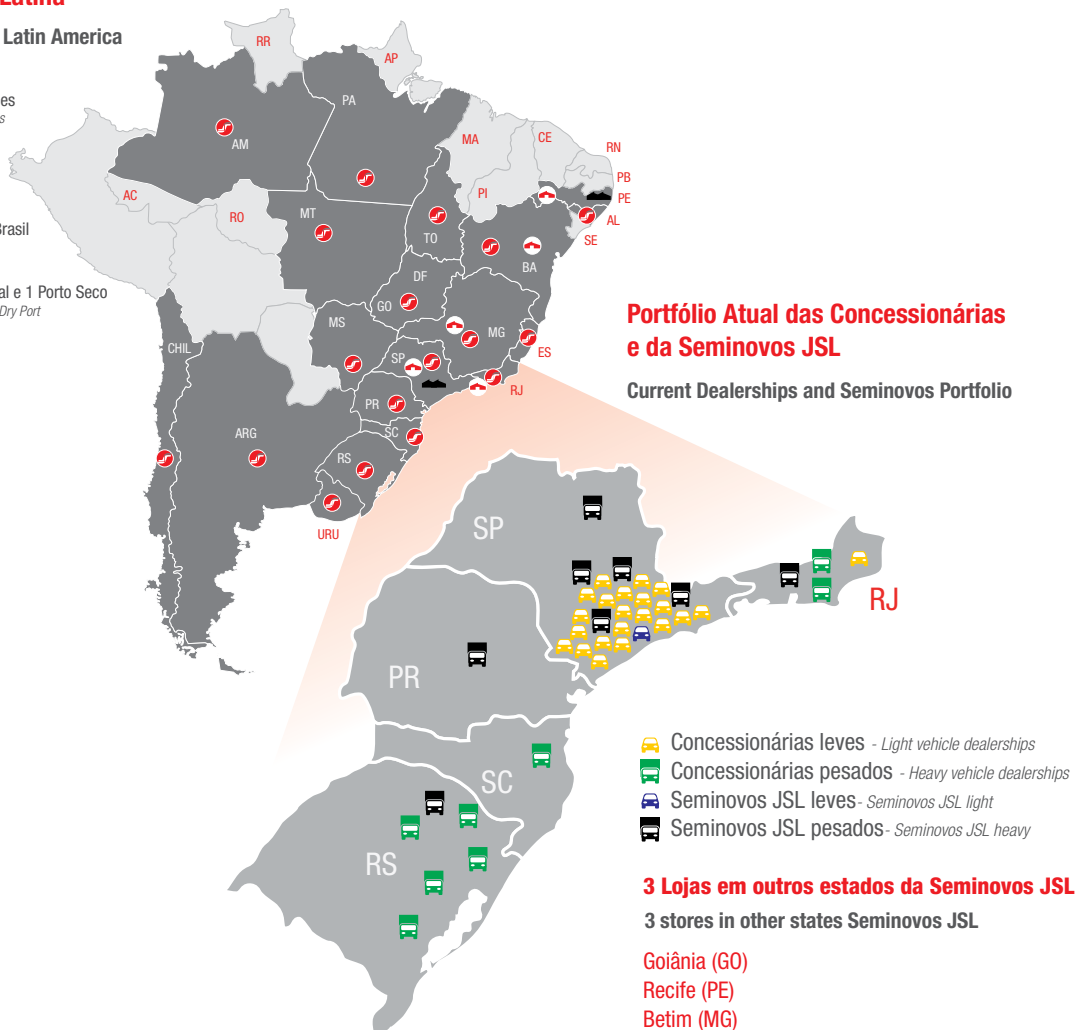 Latin America
es
s
Brasil
al e 1 Porto Seco
Dry Port
RR
AP
PA
AM
MA
CE
RN
PB
PE
PI
AC
RO
MT
TO
AL
SE
BA
DF
GO
MS
MG
CHIL
SP
ES
RJ
PR
SC
ARG
RS
URU
Portfólio Atual das Concessionárias
e da Seminovos JSL
Current Dealerships and Seminovos Portfolio
SP
RJ
PR
SC
RS
Concessionárias leves - Light vehicle dealerships
Concessionárias pesados - Heavy vehicle dealerships
Seminovos JSL leves- Seminovos JSL light
Seminovos JSL pesados- Seminovos JSL heavy
3 Lojas em outros estados da Seminovos JSL
3 stores in other states Seminovos JSL
Goiânia (GO)
Recife (PE)
Betim (MG)